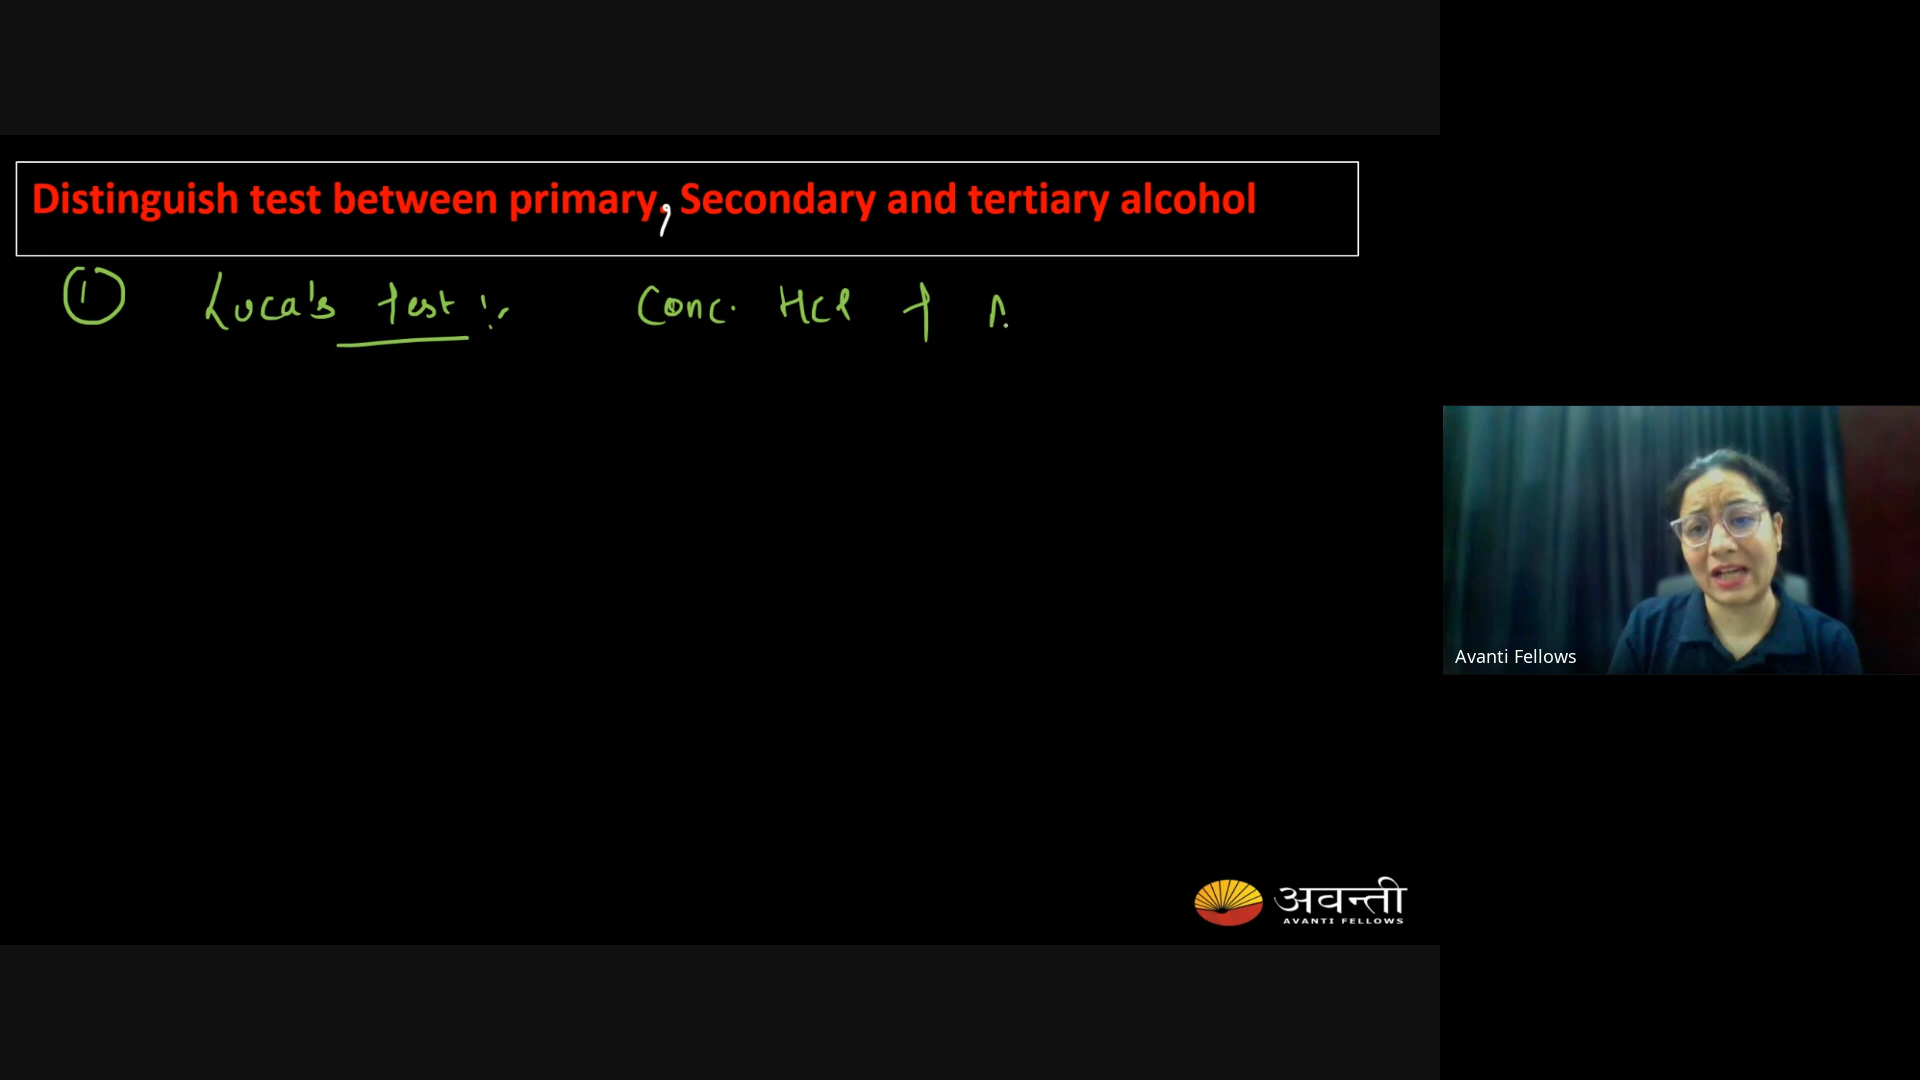 Distinguish test between primary, Secondary and tertiary alcohol
① Luca's test :- Conc. HCl +
अवन्ती
AVANTI FELLOWS
Avanti Fellows